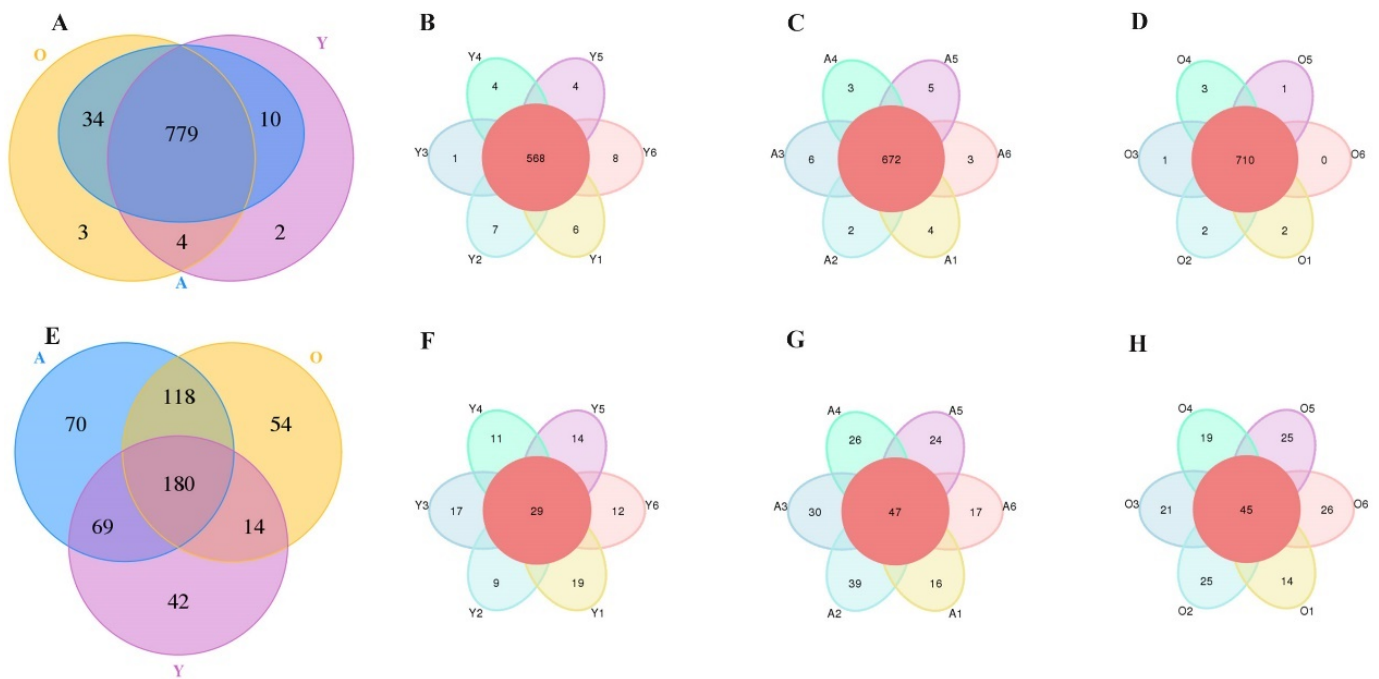 A
O
Y
34
779
10
3
4
2
A
B
Y4
Y5
4
4
Y3
1
568
8
Y6
7
6
Y2
Y1
C
A4
A5
3
5
A3
6
672
3
A6
2
4
A2
A1
D
O4
O5
3
1
O3
1
710
0
O6
2
2
O2
O1
E
A
O
118
70
54
180
69
14
42
Y
F
Y4
Y5
11
14
Y3
17
29
12
Y6
9
19
Y2
Y1
G
A4
A5
26
24
A3
30
47
17
A6
39
16
A2
A1
H
O4
O5
19
25
O3
21
45
26
O6
25
14
O2
O1